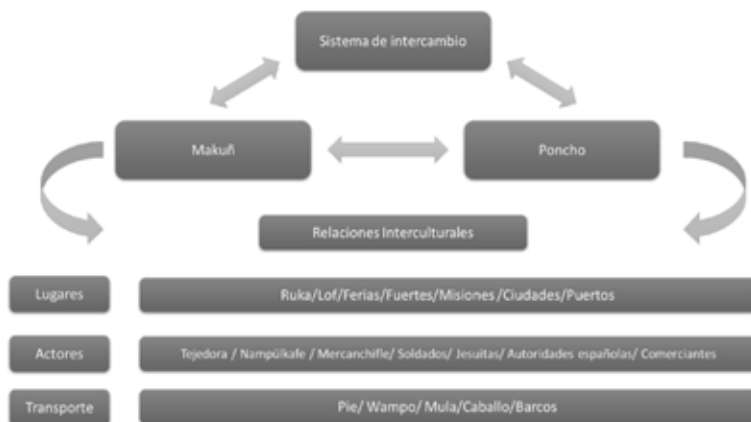 Sistema de intercambio
Makuñ
Poncho
Relaciones Interculturales
Lugares
Ruka/Lof/Ferias/Fuertes/Misiones /Ciudades/Puertos
Actores
Tejedora / Nampülkafe / Mercanchifle/ Soldados/ Jesuitas/ Autoridades españolas/ Comerciantes
Transporte
Pie/ Wampo/ Mula/Caballo/Barcos